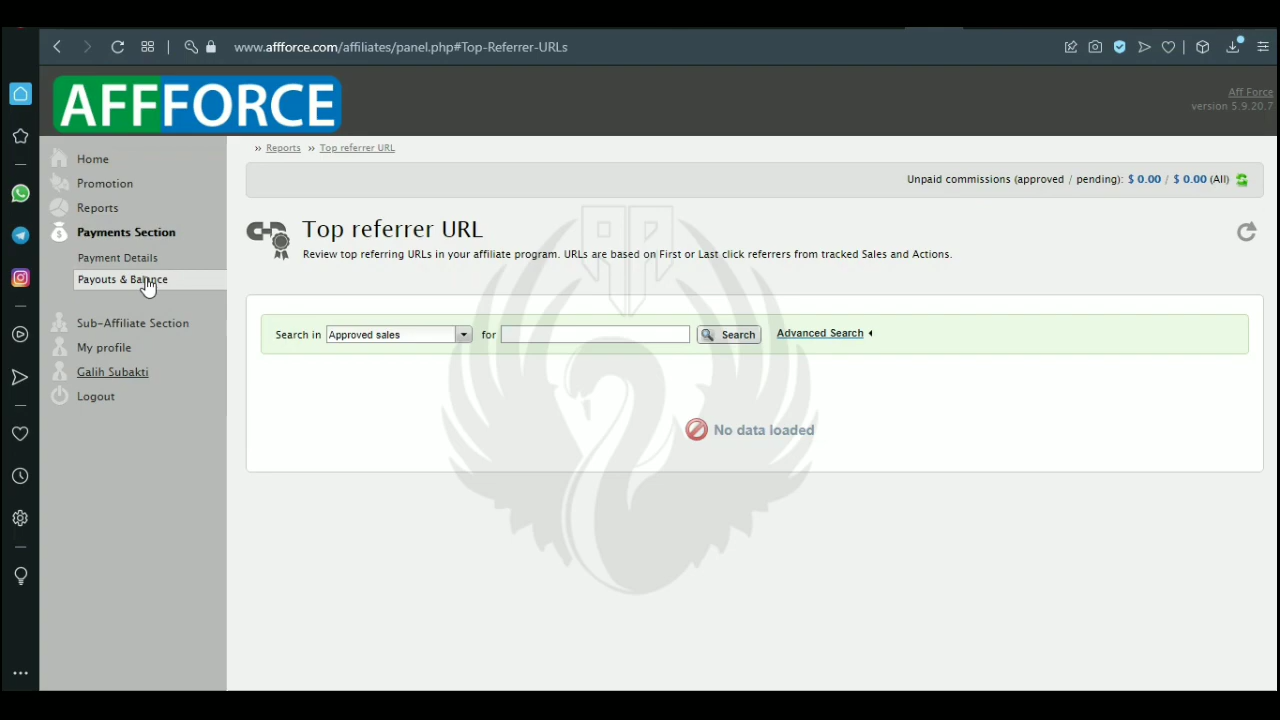 www.affforce.com/affiliates/panel.php#Top-Referrer-URLs
AFFFORCE
Aff Force
version 5.9.20.7
Home
Promotion
Reports
Payments Section
Payment Details
Payouts & Balance
Sub-Affiliate Section
My profile
Galih Subakti
Logout
›› Reports ›› Top referrer URL
Unpaid commissions (approved / pending): $ 0.00 / $ 0.00 (All)
Top referrer URL
Review top referring URLs in your affiliate program. URLs are based on First or Last click referrers from tracked Sales and Actions.
Search in Approved sales for Search Advanced Search
No data loaded